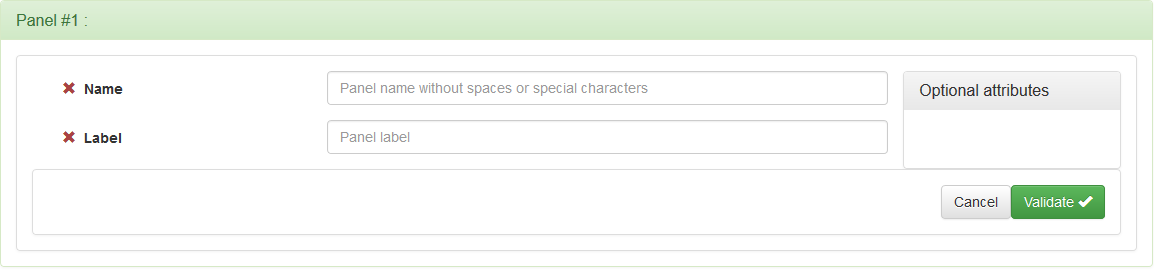 Panel #1 :
Name
Panel name without spaces or special characters
Optional attributes
Label
Panel label
Cancel
Validate